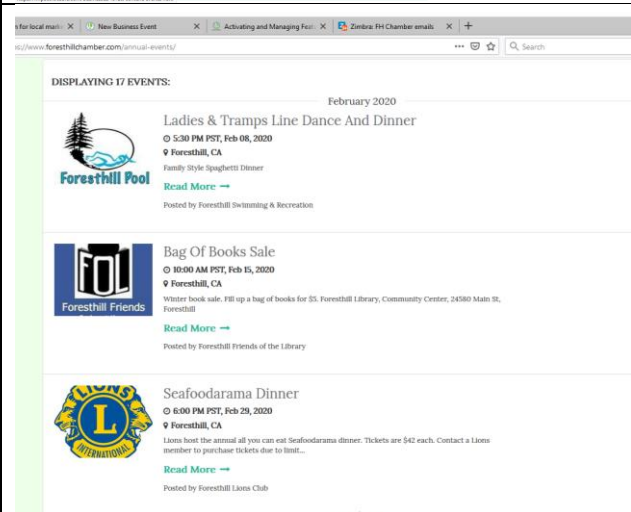 for local mark
New Business Event
Activating and Managing Feat
Zimbra: FH Chamber emails
www.foresthillchamber.com/annual-events/
Search
DISPLAYING 17 EVENTS:
February 2020
Foresthill Pool
Ladies & Tramps Line Dance And Dinner
5:30 PM PST, Feb 08, 2020
Foresthill, CA
Family Style Spaghetti Dinner
Read More →
Posted by Foresthill Swimming & Recreation
FOL
Foresthill Friends
Bag Of Books Sale
10:00 AM PST, Feb 15, 2020
Foresthill, CA
Winter book sale. Fill up a bag of books for $5. Foresthill Library, Community Center, 24580 Main St,
Foresthill
Read More →
Posted by Foresthill Friends of the Library
LIONS
L
INTERNATIONAL
Seafoodarama Dinner
6:00 PM PST, Feb 29, 2020
Foresthill, CA
Lions host the annual all you can eat Seafoodarama dinner. Tickets are $42 each. Contact a Lions
member to purchase tickets due to limit...
Read More →
Posted by Foresthill Lions Club